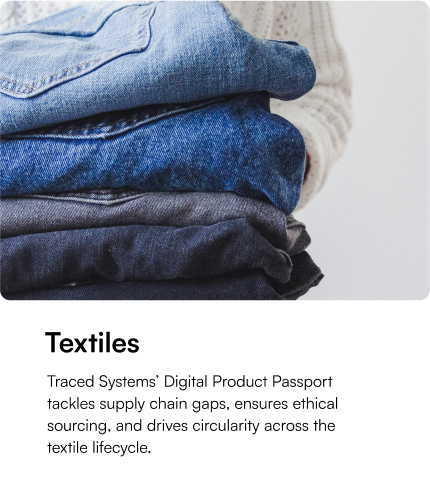 Textiles
Traced Systems’ Digital Product Passport
tackles supply chain gaps, ensures ethical
sourcing, and drives circularity across the
textile lifecycle.